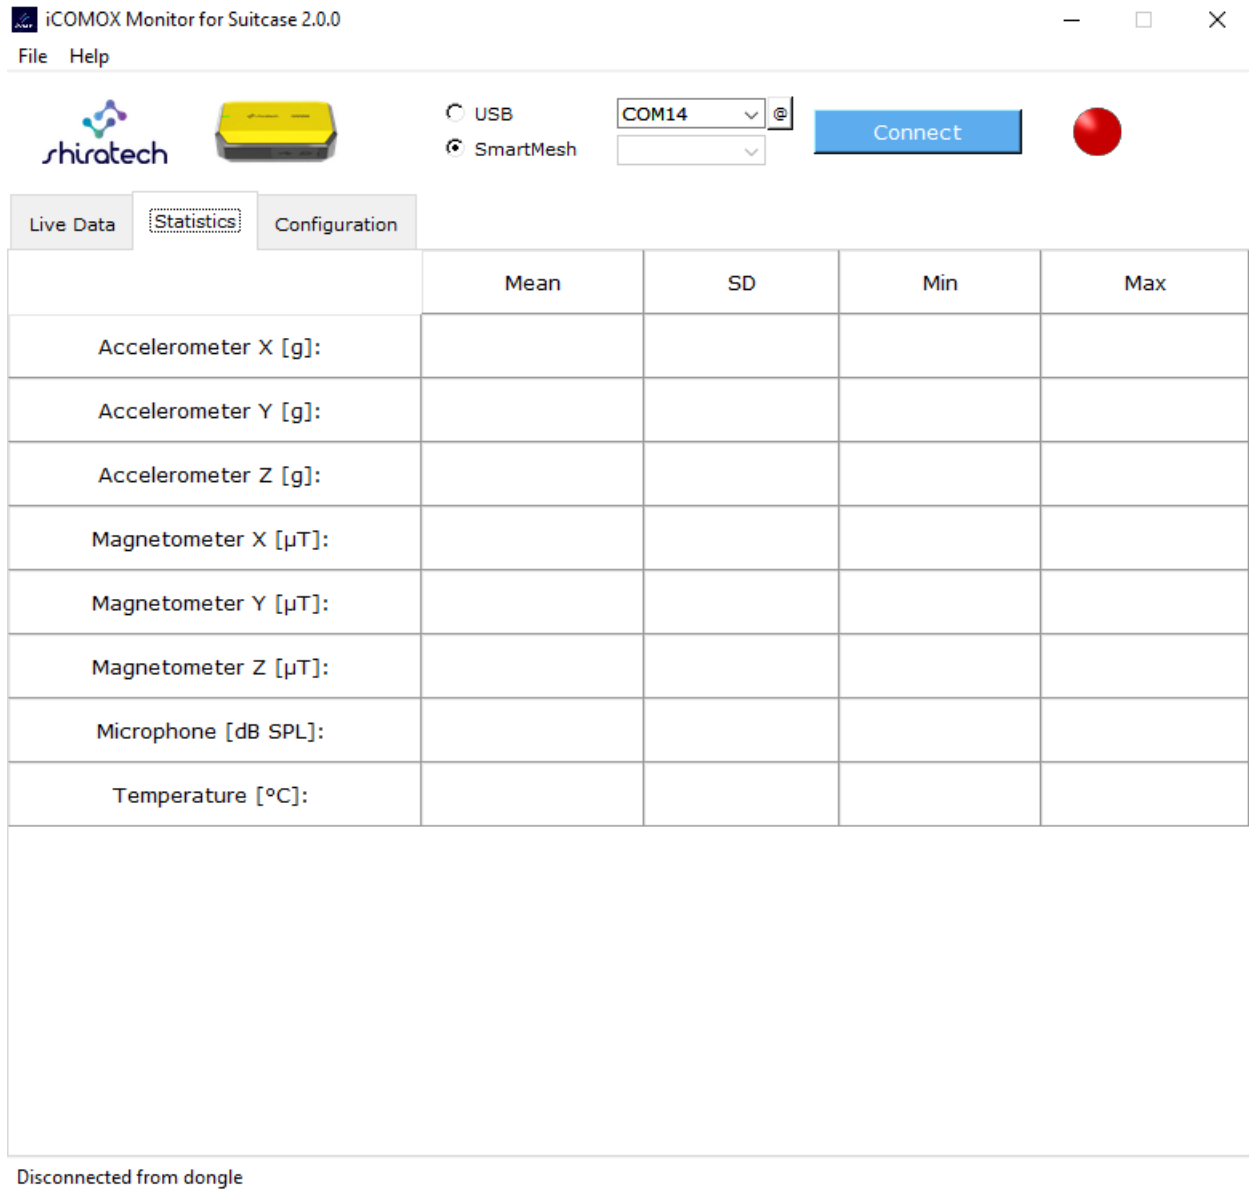 iCOMOX Monitor for Suitcase 2.0.0
File Help
shiratech
USB
COM14
@
SmartMesh
Connect
Live Data Statistics Configuration
Mean SD Min Max
Accelerometer X [g]:
Accelerometer Y [g]:
Accelerometer Z [g]:
Magnetometer X [µT]:
Magnetometer Y [µT]:
Magnetometer Z [µT]:
Microphone [dB SPL]:
Temperature [°C]:
Disconnected from dongle